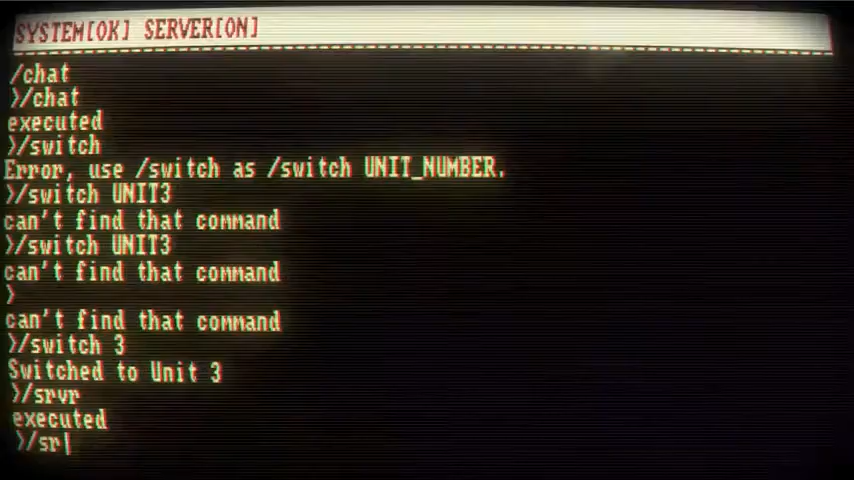 SYSTEM[OK] SERVER[ON]
/chat
>/chat
executed
>/switch
Error, use /switch as /switch UNIT_NUMBER.
>/switch UNIT3
can't find that command
>/switch UNIT3
can't find that command
>
can't find that command
>/switch 3
Switched to Unit 3
>/srvr
executed
>/sr|